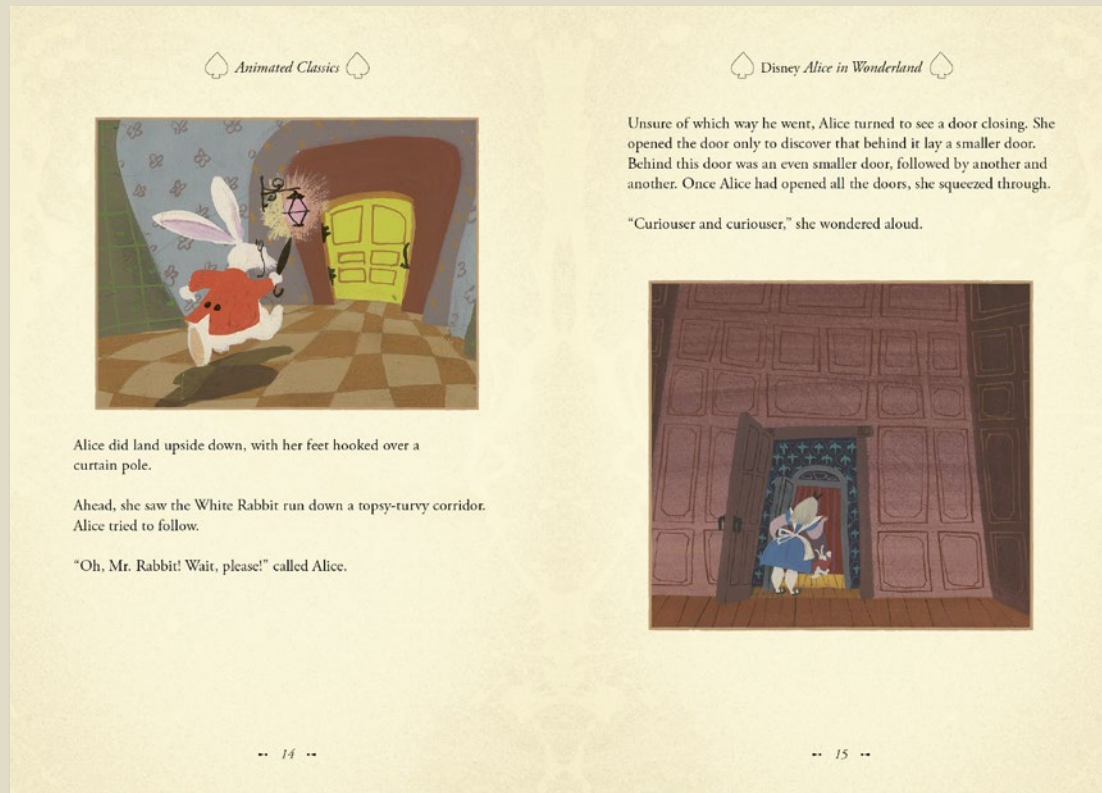 Animated Classics
Alice did land upside down, with her feet hooked over a
curtain pole.
Ahead, she saw the White Rabbit run down a topsy-turvy corridor.
Alice tried to follow.
“Oh, Mr. Rabbit! Wait, please!” called Alice.
14
Disney Alice in Wonderland
Unsure of which way he went, Alice turned to see a door closing. She
opened the door only to discover that behind it lay a smaller door.
Behind this door was an even smaller door, followed by another and
another. Once Alice had opened all the doors, she squeezed through.
“Curiouser and curiouser,” she wondered aloud.
15